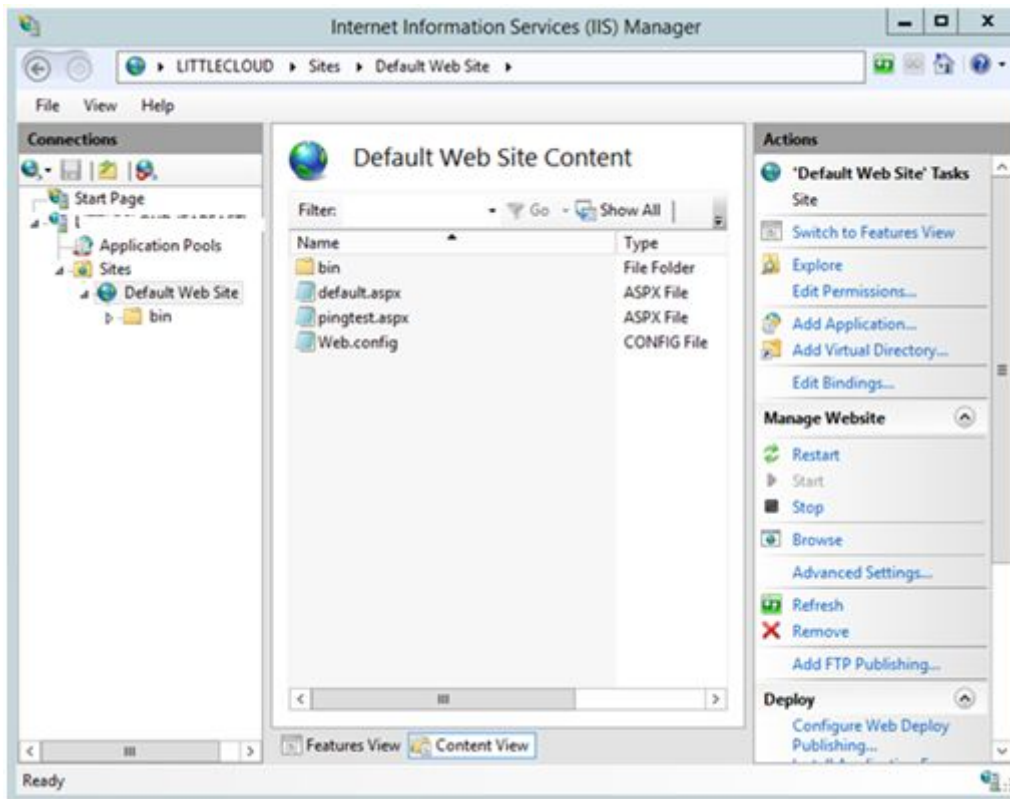 Internet Information Services (IIS) Manager
LITTLECLOUD Sites Default Web Site
File View Help
Connections
Start Page
Application Pools
Sites
Default Web Site
bin
Default Web Site Content
Filter: Go Show All
Name Type
bin File Folder
default.aspx ASPX File
pingtest.aspx ASPX File
Web.config CONFIG File
Features View Content View
Actions
'Default Web Site' Tasks
Site
Switch to Features View
Explore
Edit Permissions...
Add Application...
Add Virtual Directory...
Edit Bindings...
Manage Website
Restart
Start
Stop
Browse
Advanced Settings...
Refresh
Remove
Add FTP Publishing...
Deploy
Configure Web Deploy
Publishing...
Ready